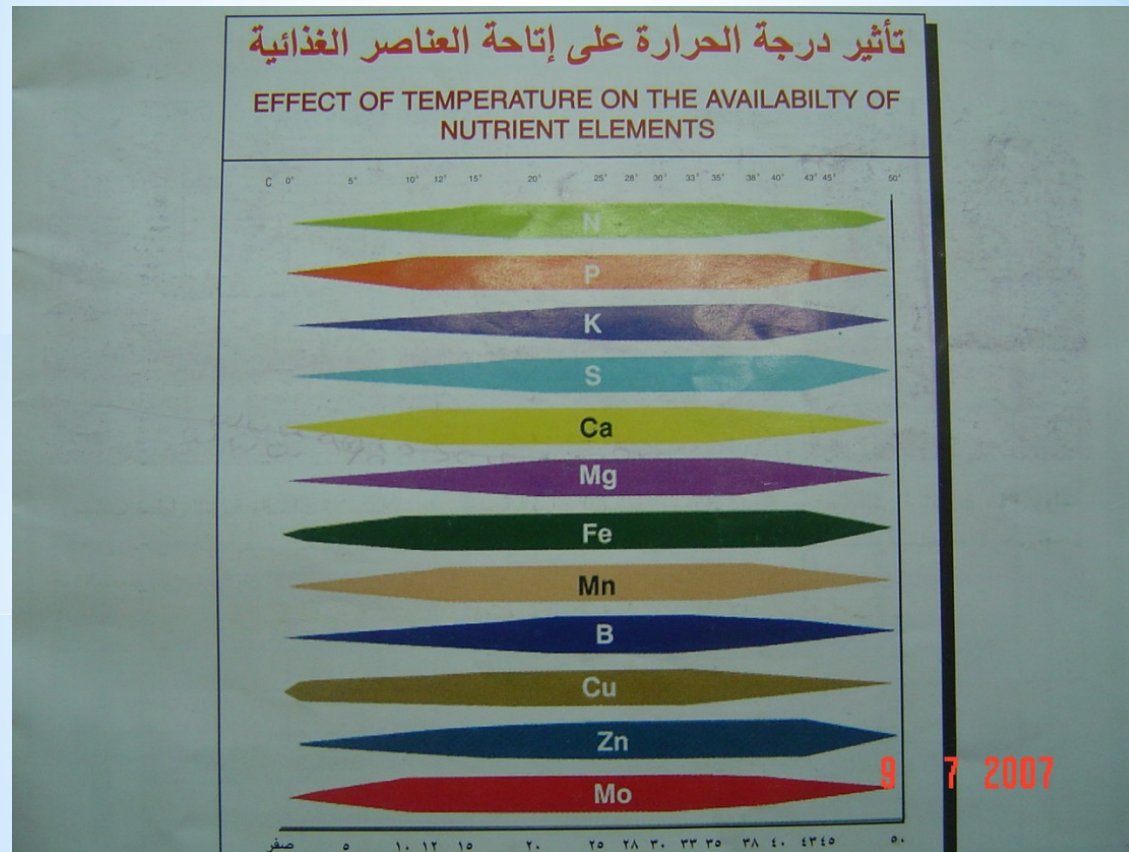 تأثير درجة الحرارة على إتاحة العناصر الغذائية
EFFECT OF TEMPERATURE ON THE AVAILABILTY OF
NUTRIENT ELEMENTS
C 0° 5° 10° 12° 15° 20° 25° 28° 30° 33° 35° 38° 40° 43° 45° 50°
N
P
K
S
Ca
Mg
Fe
Mn
B
Cu
Zn
Mo
9 7 2007
صفر ٥ ١٠ ١٢ ١٥ ٢٠ ٢٥ ٢٨ ٣٠ ٣٣ ٣٥ ٣٨ ٤٠ ٤٣ ٤٥ ٥٠